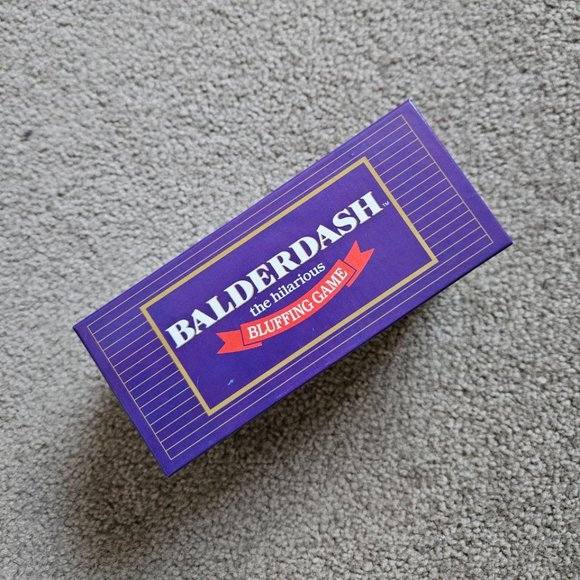 BALDERDASH™
the hilarious
BLUFFING GAME